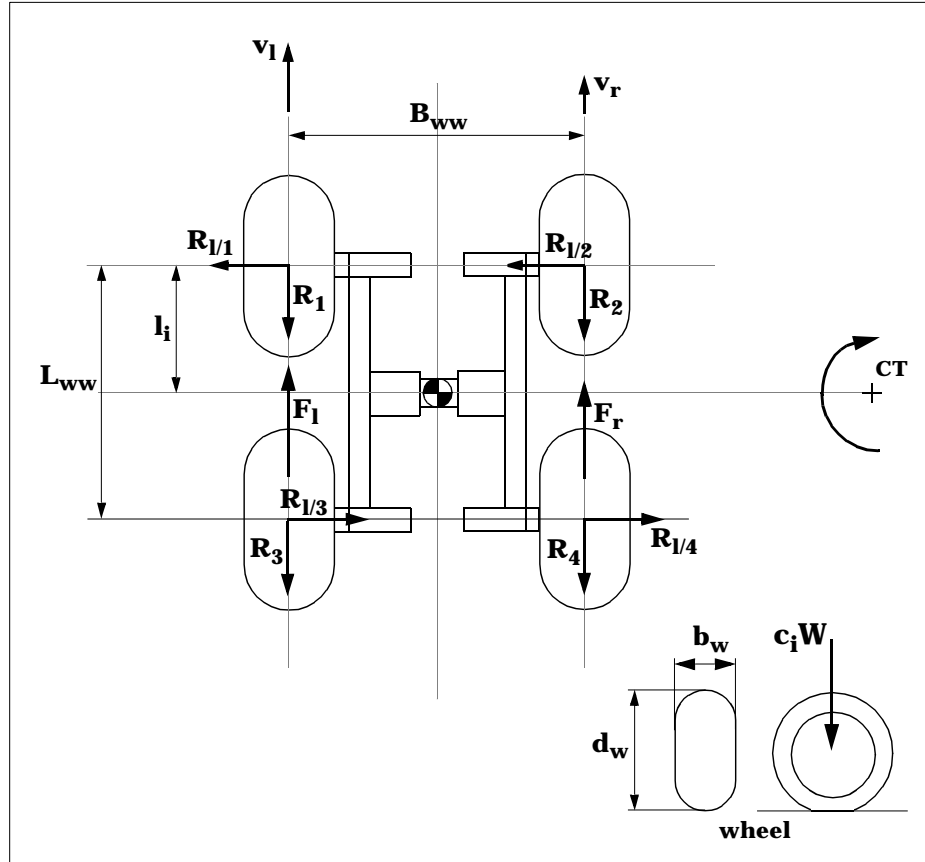 v_l
v_r
B_ww
R_l/1
R_l/2
R_1
R_2
l_i
L_ww
CT
F_l
F_r
R_l/3
R_3
R_4
R_l/4
b_w
c_iW
d_w
wheel